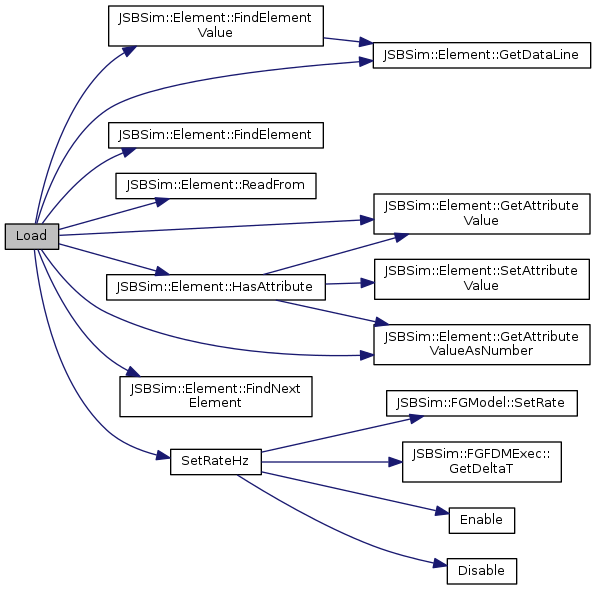 JSBSim::Element::FindElement
Value
JSBSim::Element::GetDataLine
JSBSim::Element::FindElement
JSBSim::Element::ReadFrom
JSBSim::Element::GetAttribute
Value
Load
JSBSim::Element::HasAttribute
JSBSim::Element::SetAttribute
Value
JSBSim::Element::GetAttribute
ValueAsNumber
JSBSim::Element::FindNext
Element
JSBSim::FGModel::SetRate
SetRateHz
JSBSim::FGFDMExec::
GetDeltaT
Enable
Disable